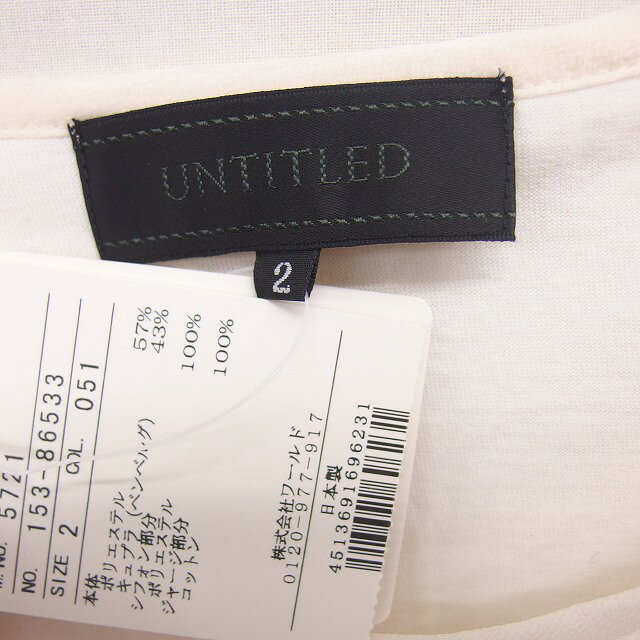 UNTITLED
2
M. NO. 5721
NO. 153-86533
SIZE 2 COL. 051
本体
ポリエステル 57%
キュプラ(ベンベルグ) 43%
シフォン部分
ポリエステル 100%
ジャージ部分
コットン 100%
株式会社ワールド
0120-977-917
日本製
4513691696231